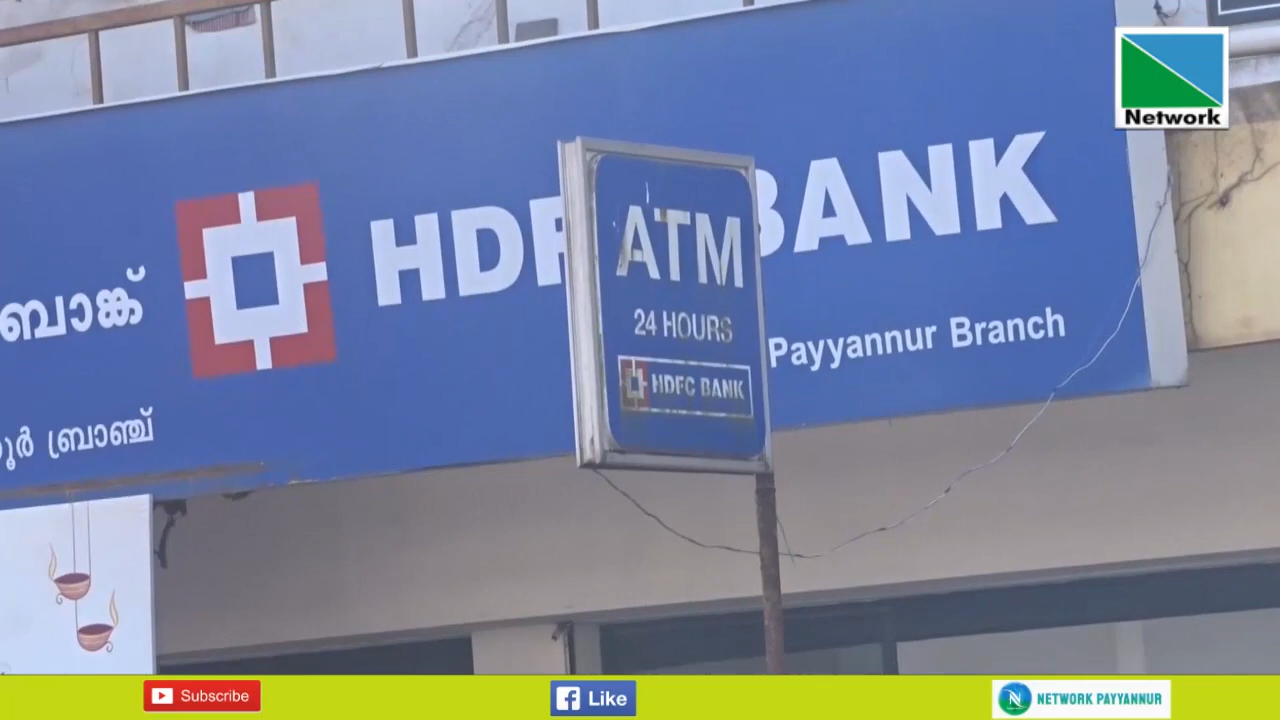 Network
ബാങ്ക്
HDF
BANK
ATM
24 HOURS
HDFC BANK
Payyannur Branch
ബ്രാഞ്ച്
Subscribe
Like
NETWORK PAYYANNUR